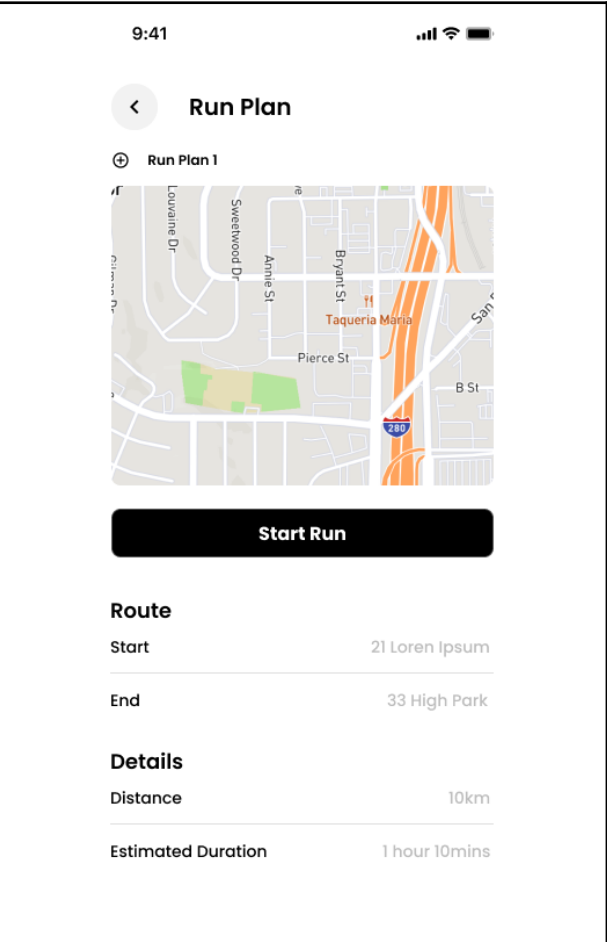 9:41
Run Plan
Run Plan 1
Louvaine Dr
Sweetwood Dr
Annie St
Bryant St
Taqueria Maria
San
Pierce St
B St
280
Start Run
Route
Start 21 Loren Ipsum
End 33 High Park
Details
Distance 10km
Estimated Duration 1 hour 10mins